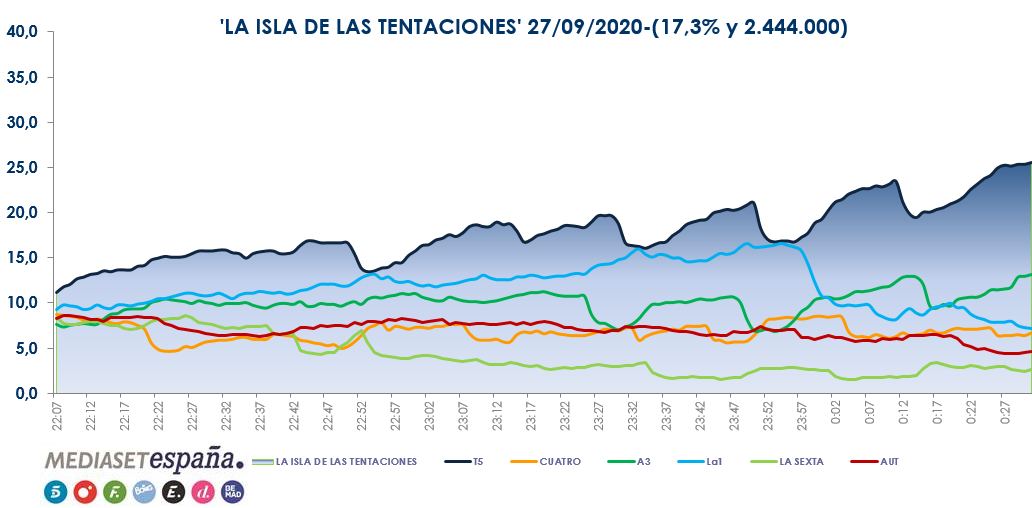 'LA ISLA DE LAS TENTACIONES' 27/09/2020-(17,3% y 2.444.000)
40,0
35,0
30,0
25,0
20,0
15,0
10,0
5,0
0,0
22:07 22:12 22:17 22:22 22:27 22:32 22:37 22:42 22:47 22:52 22:57 23:02 23:07 23:12 23:17 23:22 23:27 23:32 23:37 23:42 23:47 23:52 23:57 0:02 0:07 0:12 0:17 0:22 0:27
MEDIASETespaña.
LA ISLA DE LAS TENTACIONES T5 CUATRO A3 La1 LA SEXTA AUT
5 F. Boing E. d. DE MAD